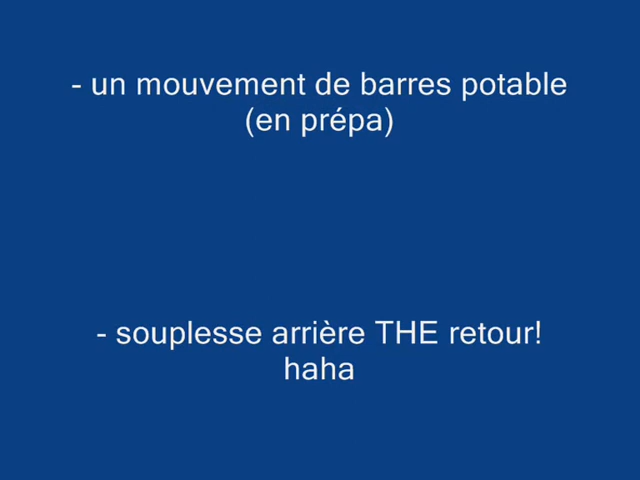 - un mouvement de barres potable
(en prépa)
- souplesse arrière THE retour!
haha